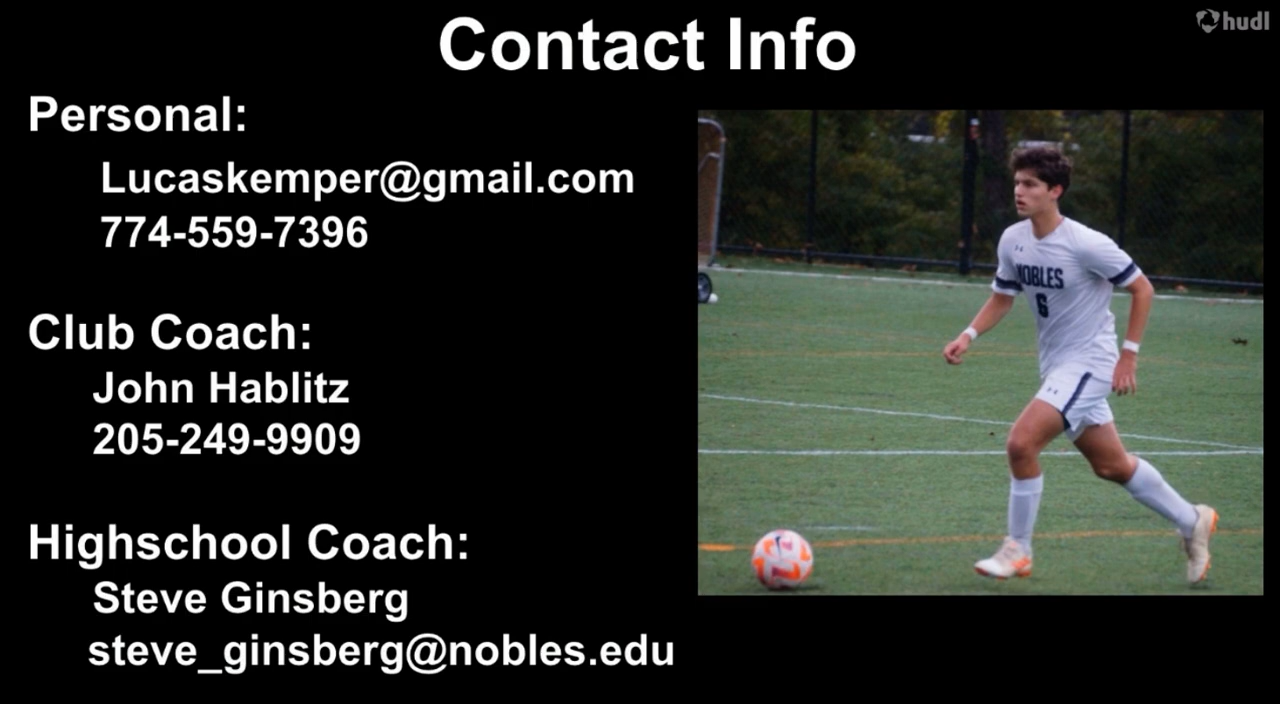 Contact Info
hudl
Personal:
Lucaskemper@gmail.com
774-559-7396
Club Coach:
John Hablitz
205-249-9909
Highschool Coach:
Steve Ginsberg
steve_ginsberg@nobles.edu
NOBLES
6